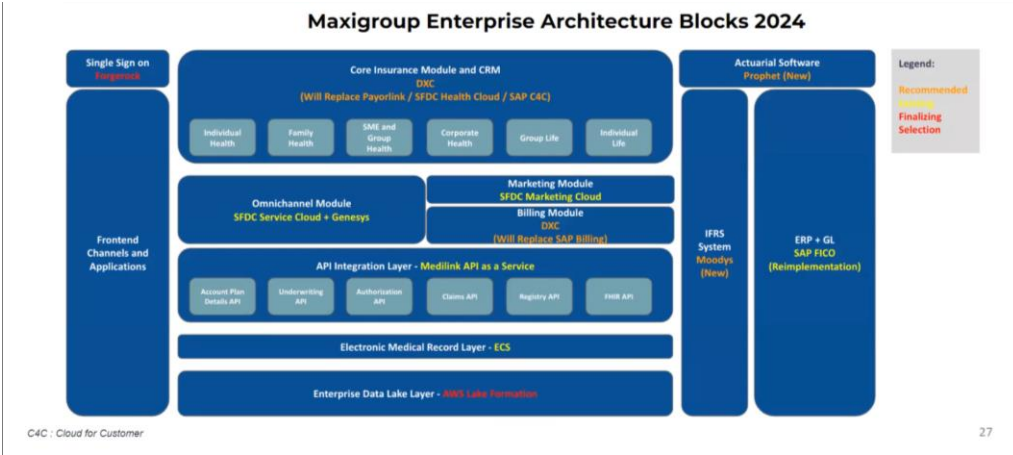 Maxigroup Enterprise Architecture Blocks 2024
Single Sign on
Forgerock
Core Insurance Module and CRM
DXC
(Will Replace Payorlink / SFDC Health Cloud / SAP C4C)
Individual
Health
Family
Health
SME and
Group
Health
Corporate
Health
Group Life
Individual
Life
Actuarial Software
Prophet (New)
Legend:
Recommended
Existing
Finalizing
Selection
Frontend
Channels and
Applications
Omnichannel Module
SFDC Service Cloud + Genesys
Marketing Module
SFDC Marketing Cloud
Billing Module
DXC
(Will Replace SAP Billing)
IFRS
System
Moodys
(New)
ERP + GL
SAP FICO
(Reimplementation)
API Integration Layer - Medilink API as a Service
Account Plan
Details API
Underwriting
API
Authorization
API
Claims API
Registry API
FHIR API
Electronic Medical Record Layer - ECS
Enterprise Data Lake Layer - AWS Lake Formation
C4C : Cloud for Customer
27